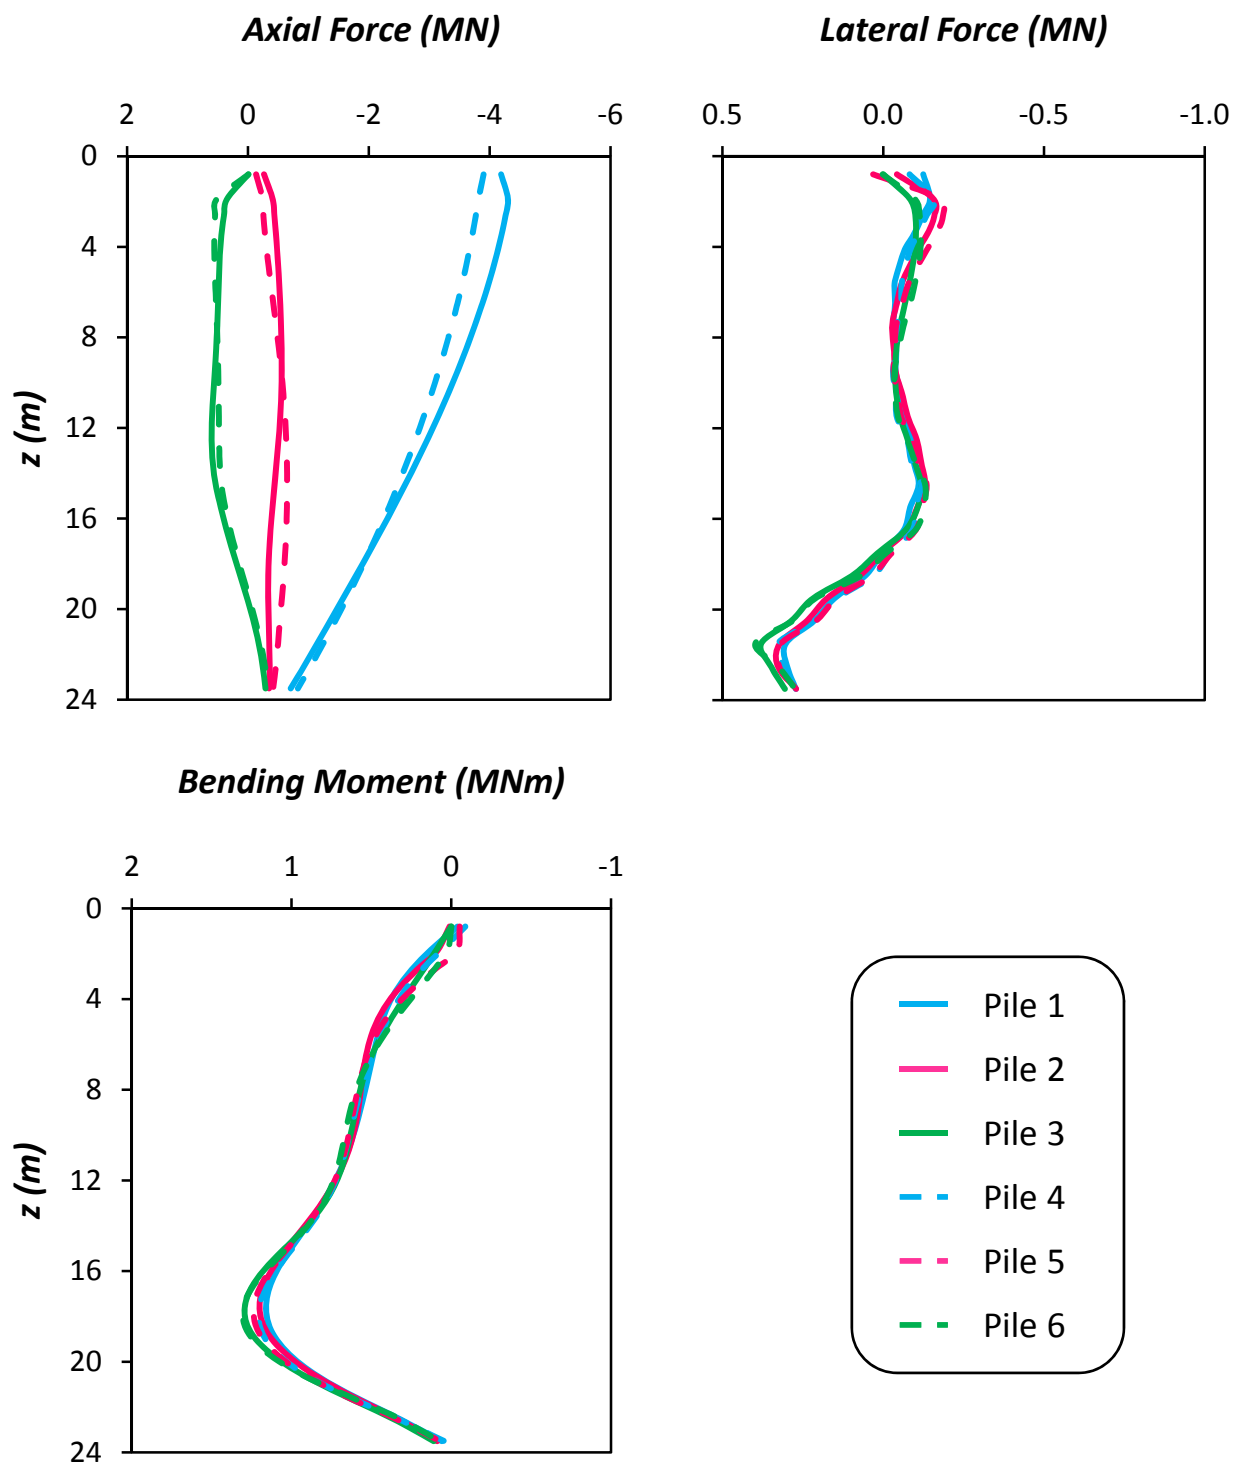 Axial Force (MN)
Lateral Force (MN)
2 0 -2 -4 -6
0.5 0.0 -0.5 -1.0
0
4
8
12
16
20
24
z (m)
Bending Moment (MNm)
2 1 0 -1
0
4
8
12
16
20
24
z (m)
Pile 1
Pile 2
Pile 3
Pile 4
Pile 5
Pile 6